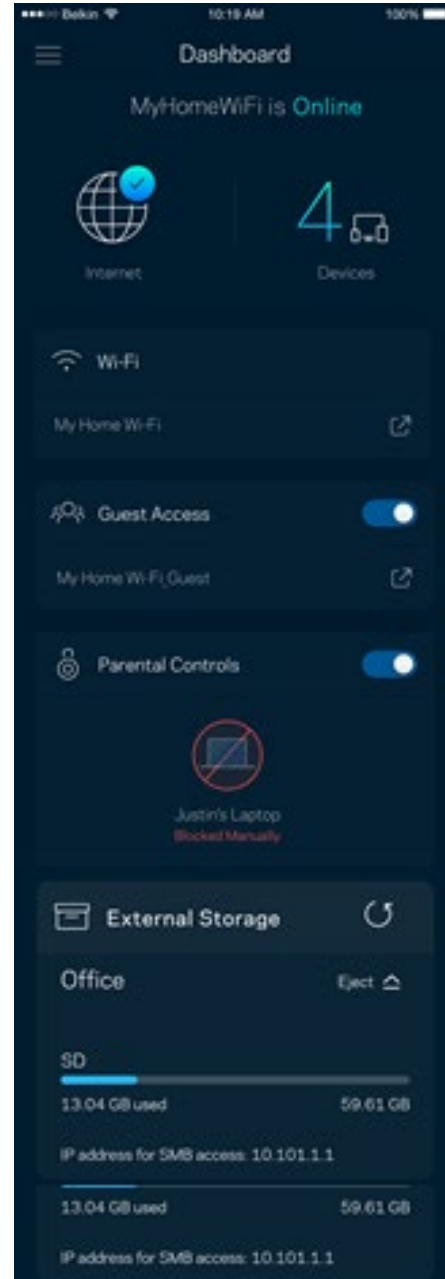 Belkin 10:19 AM 100%
Dashboard
MyHomeWiFi is Online
4
Internet Devices
Wi-Fi
My Home Wi-Fi
Guest Access
My Home Wi-Fi_Guest
Parental Controls
Justin's Laptop
Blocked Manually
External Storage
Office Eject
SD
13.04 GB used 59.61 GB
IP address for SMB access: 10.101.1.1
13.04 GB used 59.61 GB
IP address for SMB access: 10.101.1.1